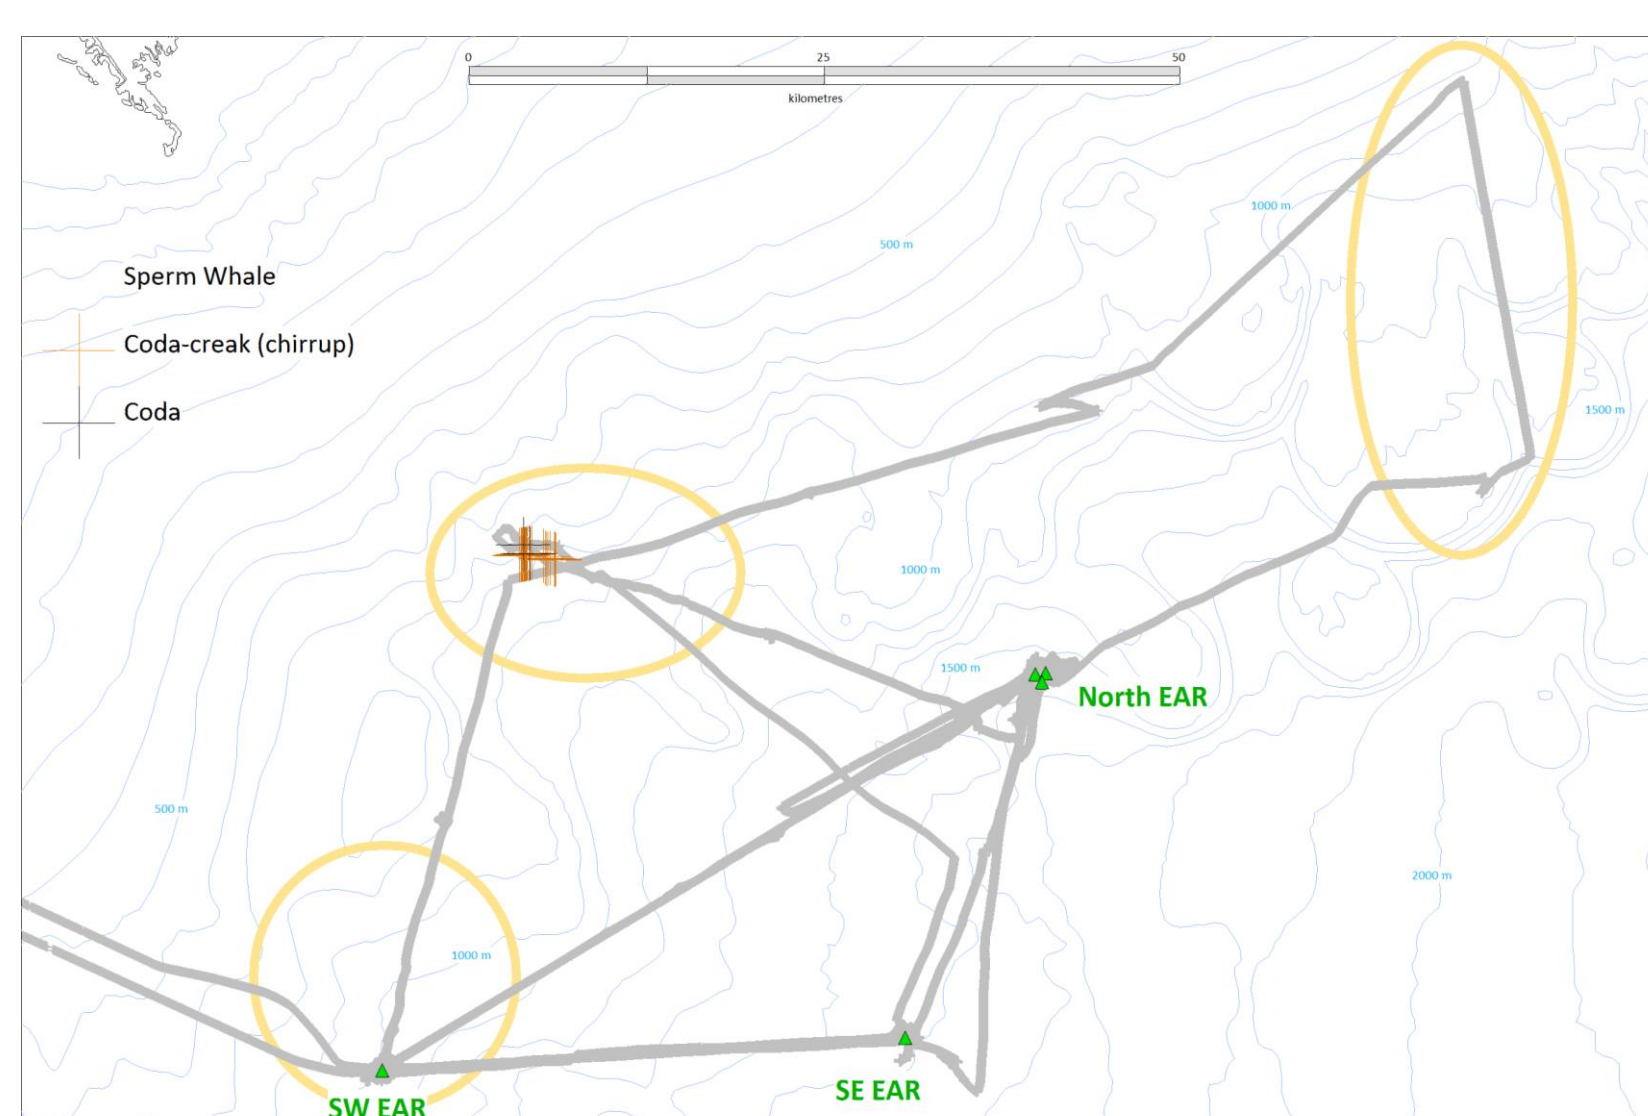 0 25 50
kilometres
1000 m
500 m
Sperm Whale
Coda-creak (chirrup)
Coda
1500 m
1000 m
1500 m
North EAR
500 m
2000 m
1000 m
SE EAR
SW EAR